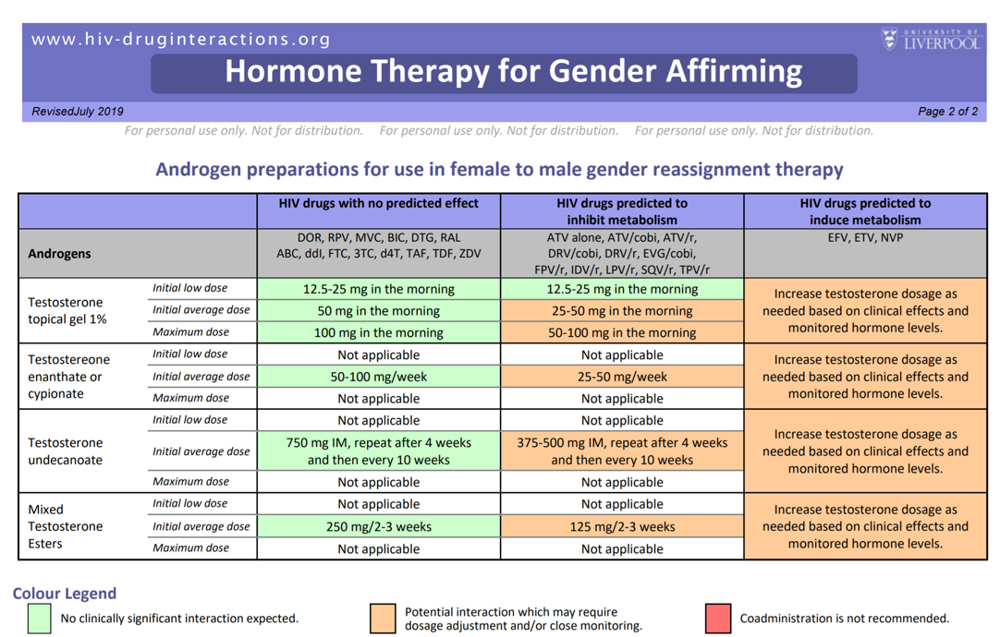 www.hiv-druginteractions.org
UNIVERSITY OF
LIVERPOOL
Hormone Therapy for Gender Affirming
RevisedJuly 2019
Page 2 of 2
For personal use only. Not for distribution. For personal use only. Not for distribution. For personal use only. Not for distribution.
Androgen preparations for use in female to male gender reassignment therapy
HIV drugs with no predicted effect
HIV drugs predicted to
inhibit metabolism
HIV drugs predicted to
induce metabolism
Androgens
DOR, RPV, MVC, BIC, DTG, RAL
ABC, ddI, FTC, 3TC, d4T, TAF, TDF, ZDV
ATV alone, ATV/cobi, ATV/r,
DRV/cobi, DRV/r, EVG/cobi,
FPV/r, IDV/r, LPV/r, SQV/r, TPV/r
EFV, ETV, NVP
Testosterone
topical gel 1%
Initial low dose
12.5-25 mg in the morning
12.5-25 mg in the morning
Initial average dose
50 mg in the morning
25-50 mg in the morning
Maximum dose
100 mg in the morning
50-100 mg in the morning
Increase testosterone dosage as
needed based on clinical effects and
monitored hormone levels.
Testostereone
enanthate or
cypionate
Initial low dose
Not applicable
Not applicable
Initial average dose
50-100 mg/week
25-50 mg/week
Maximum dose
Not applicable
Not applicable
Increase testosterone dosage as
needed based on clinical effects and
monitored hormone levels.
Testosterone
undecanoate
Initial low dose
Not applicable
Not applicable
Initial average dose
750 mg IM, repeat after 4 weeks
and then every 10 weeks
375-500 mg IM, repeat after 4 weeks
and then every 10 weeks
Maximum dose
Not applicable
Not applicable
Increase testosterone dosage as
needed based on clinical effects and
monitored hormone levels.
Mixed
Testosterone
Esters
Initial low dose
Not applicable
Not applicable
Initial average dose
250 mg/2-3 weeks
125 mg/2-3 weeks
Maximum dose
Not applicable
Not applicable
Increase testosterone dosage as
needed based on clinical effects and
monitored hormone levels.
Colour Legend
No clinically significant interaction expected.
Potential interaction which may require
dosage adjustment and/or close monitoring.
Coadministration is not recommended.